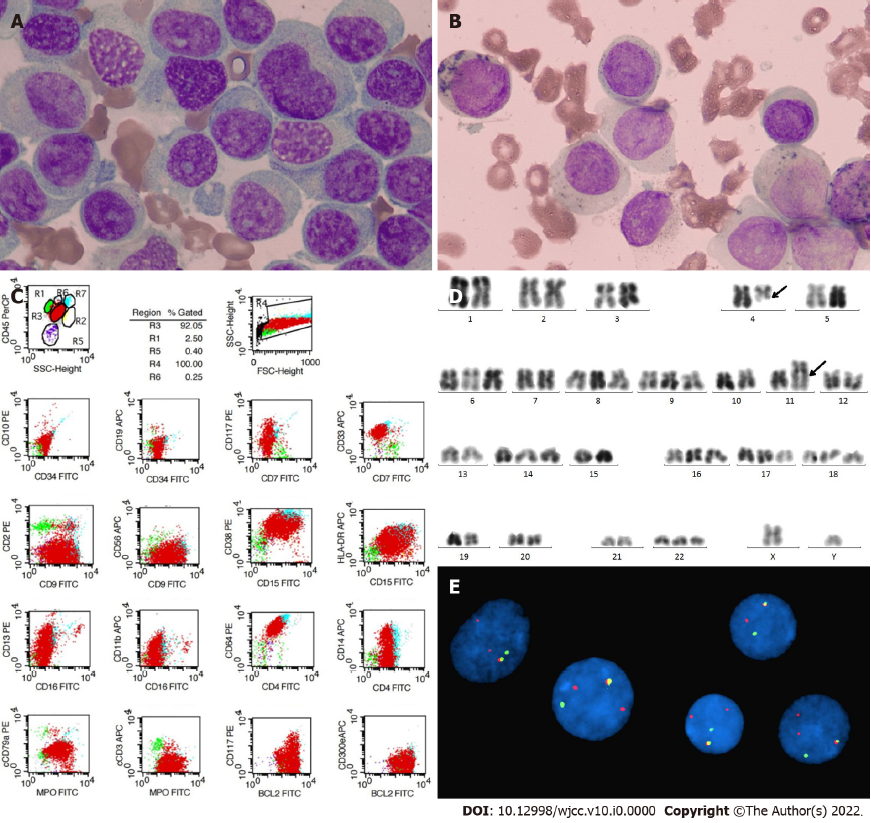 A
B
C
D
E
CD45 PerCP
R1
R6
R7
R3
R2
R5
SSC-Height
Region % Gated
R3 92.05
R1 2.50
R5 0.40
R4 100.00
R6 0.25
SSC-Height
R4
FSC-Height
0
1000
CD10 PE
CD34 FITC
CD19 APC
CD34 FITC
CD117 PE
CD7 FITC
CD33 APC
CD7 FITC
CD2 PE
CD9 FITC
CD56 APC
CD9 FITC
CD38 PE
CD15 FITC
HLA-DR APC
CD15 FITC
CD13 PE
CD16 FITC
CD11b APC
CD16 FITC
CD64 PE
CD4 FITC
CD14 APC
CD4 FITC
cCD79a PE
MPO FITC
cCD3 APC
MPO FITC
CD117 PE
BCL2 FITC
CD300eAPC
BCL2 FITC
1 2 3 4 5
6 7 8 9 10 11 12
13 14 15 16 17 18
19 20 21 22 X Y
DOI: 10.12998/wjcc.v10.i0.0000 Copyright ©The Author(s) 2022.